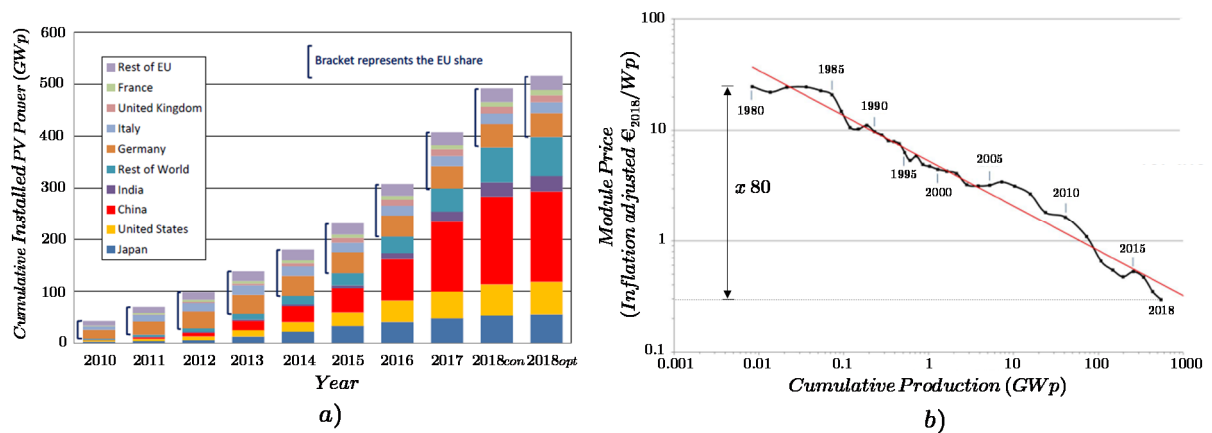 Cumulative Installed PV Power (GWp)
600
500
400
300
200
100
0
Bracket represents the EU share
Rest of EU
France
United Kingdom
Italy
Germany
Rest of World
India
China
United States
Japan
2010 2011 2012 2013 2014 2015 2016 2017 2018con 2018opt
Year
a)
Module Price
(Inflation adjusted €2018/Wp)
100
10
1
0.1
1980
1985
1990
1995
2000
2005
2010
2015
2018
x 80
0.001 0.01 0.1 1 10 100 1000
Cumulative Production (GWp)
b)